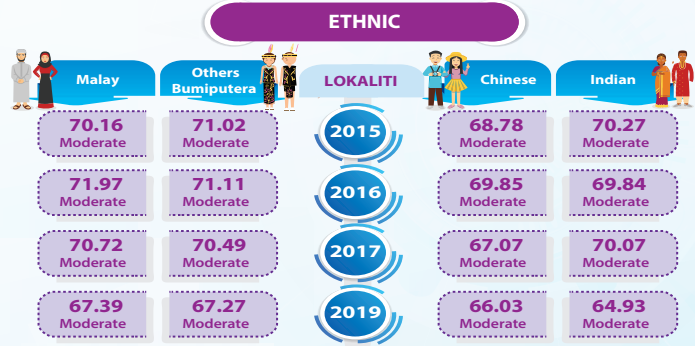 ETHNIC
Malay
Others
Bumiputera
LOKALITI
Chinese
Indian
70.16
Moderate
71.02
Moderate
2015
68.78
Moderate
70.27
Moderate
71.97
Moderate
71.11
Moderate
2016
69.85
Moderate
69.84
Moderate
70.72
Moderate
70.49
Moderate
2017
67.07
Moderate
70.07
Moderate
67.39
Moderate
67.27
Moderate
2019
66.03
Moderate
64.93
Moderate